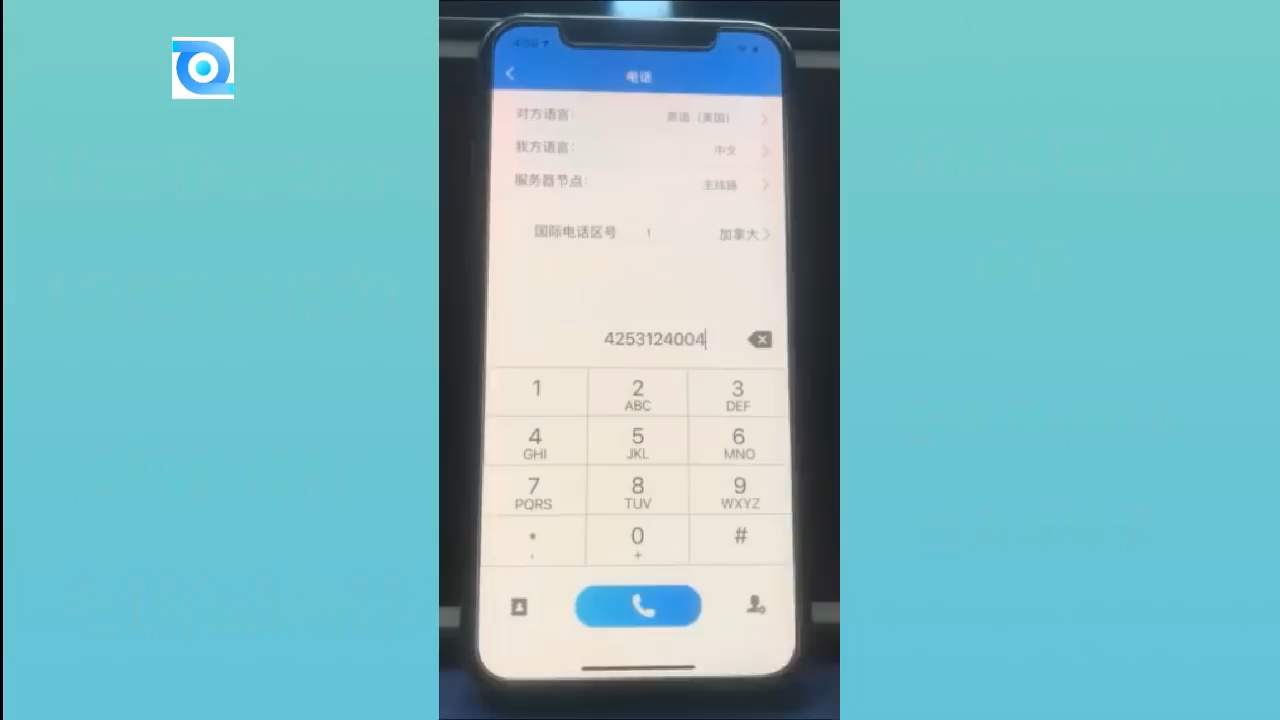 电话
对方语言:
英语（美国）
我方语言:
中文
服务器节点:
主线路
国际电话区号 1 加拿大
4253124004
1
2
ABC
3
DEF
4
GHI
5
JKL
6
MNO
7
PQRS
8
TUV
9
WXYZ
0
+
#